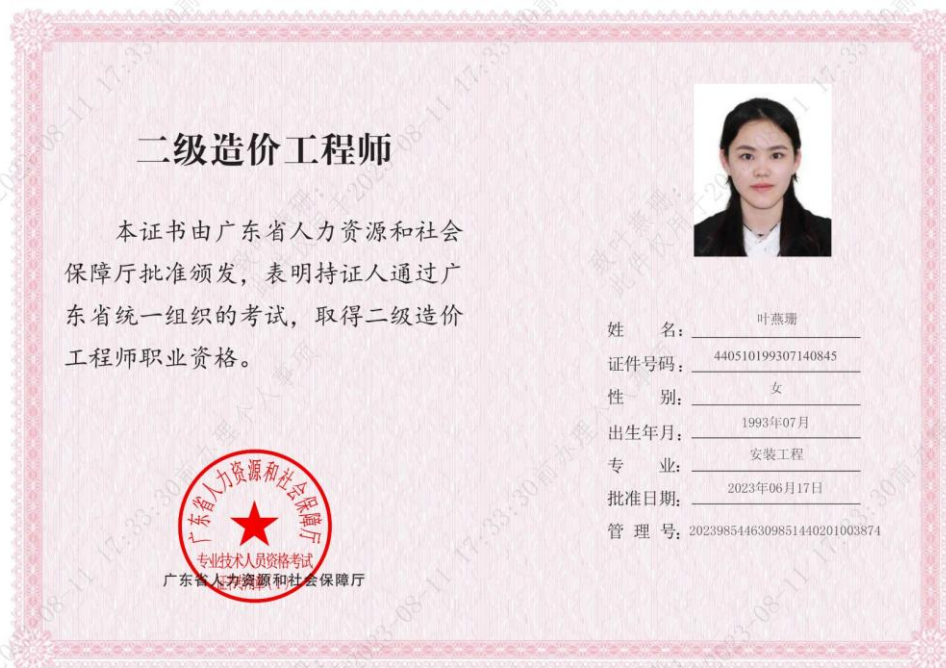 二级造价工程师
本证书由广东省人力资源和社会
保障厅批准颁发，表明持证人通过广
东省统一组织的考试，取得二级造价
工程师职业资格。
广东省人力资源和社会保障厅
专业技术人员资格考试
广东省人力资源和社会保障厅
姓 名：叶燕珊
证件号码：440510199307140845
性 别：女
出生年月：1993年07月
专 业：安装工程
批准日期：2023年06月17日
管 理 号：2023985446309851440201003874